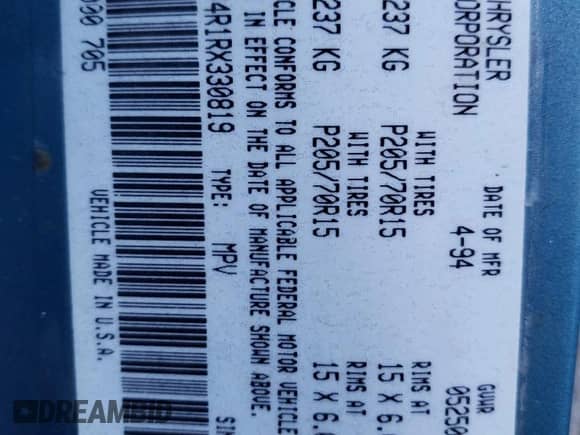 HRYSLER
CORPORATION
DATE OF MFR
4-94
GVWR
05250
237 KG
WITH TIRES
P205/70R15
RIMS AT
15 X 6.
237 KG
WITH TIRES
P205/70R15
RIMS AT
15 X 6.
CLE CONFORMS TO ALL APPLICABLE FEDERAL MOTOR VEHICLE
IN EFFECT ON THE DATE OF MANUFACTURE SHOWN ABOVE.
4R1RX330819
TYPE: MPV
SIN
705
VEHICLE MADE IN U.S.A.
DREAMBID